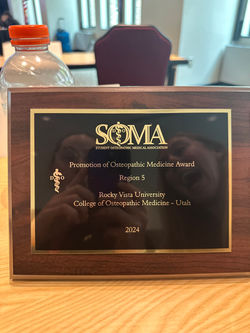 SOMA
STUDENT OSTEOPATHIC MEDICAL ASSOCIATION
Promotion of Osteopathic Medicine Award
Region 5
D O
Rocky Vista University
College of Osteopathic Medicine - Utah
2024